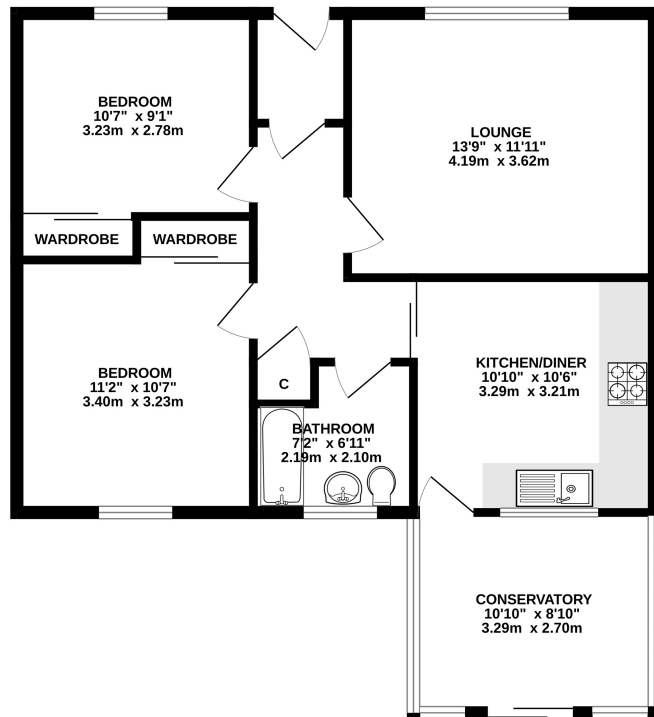 BEDROOM
10'7" x 9'1"
3.23m x 2.78m
LOUNGE
13'9" x 11'11"
4.19m x 3.62m
WARDROBE
WARDROBE
BEDROOM
11'2" x 10'7"
3.40m x 3.23m
KITCHEN/DINER
10'10" x 10'6"
3.29m x 3.21m
C
BATHROOM
7'2" x 6'11"
2.19m x 2.10m
CONSERVATORY
10'10" x 8'10"
3.29m x 2.70m